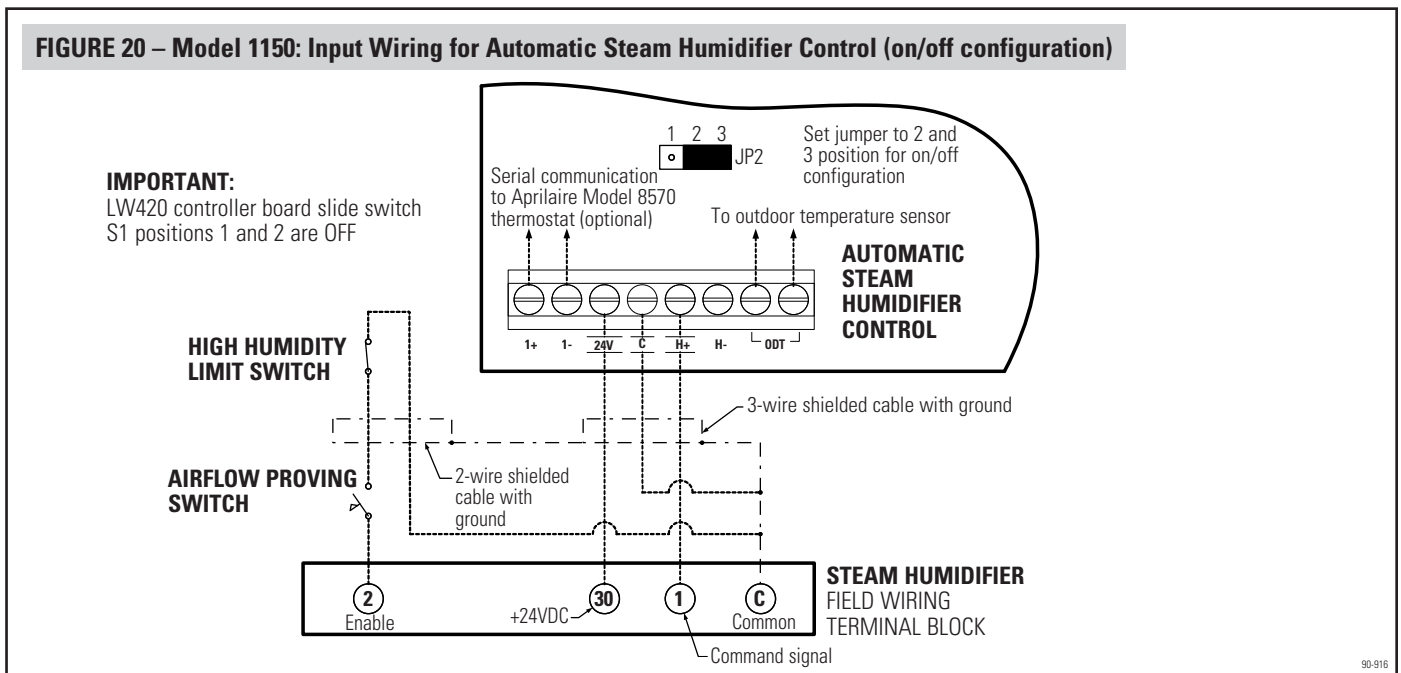 FIGURE 20 – Model 1150: Input Wiring for Automatic Steam Humidifier Control (on/off configuration)
1 2 3
JP2
Set jumper to 2 and
3 position for on/off
configuration
IMPORTANT:
LW420 controller board slide switch
S1 positions 1 and 2 are OFF
Serial communication
to Aprilaire Model 8570
thermostat (optional)
To outdoor temperature sensor
AUTOMATIC
STEAM
HUMIDIFIER
CONTROL
1+ 1- 24V C H+ H- ODT
HIGH HUMIDITY
LIMIT SWITCH
3-wire shielded cable with ground
AIRFLOW PROVING
SWITCH
2-wire shielded
cable with
ground
2
Enable
+24VDC
30
1
C
Common
Command signal
STEAM HUMIDIFIER
FIELD WIRING
TERMINAL BLOCK
90-916